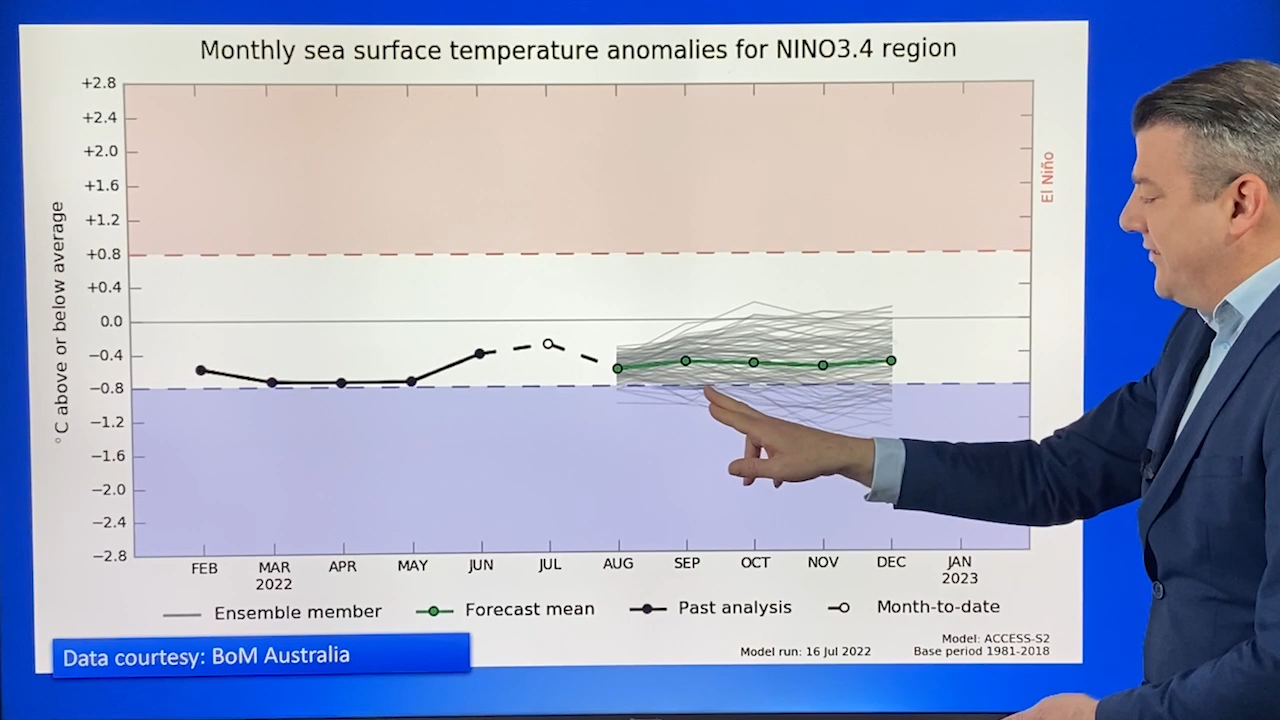 Monthly sea surface temperature anomalies for NINO3.4 region
+2.8
+2.4
+2.0
+1.6
+1.2
+0.8
+0.4
0.0
−0.4
−0.8
−1.2
−1.6
−2.0
−2.4
−2.8
°C above or below average
El Niño
FEB MAR APR MAY JUN JUL AUG SEP OCT NOV DEC JAN
2022 2023
Ensemble member Forecast mean Past analysis Month-to-date
Model: ACCESS-S2
Model run: 16 Jul 2022 Base period 1981-2018
Data courtesy: BoM Australia